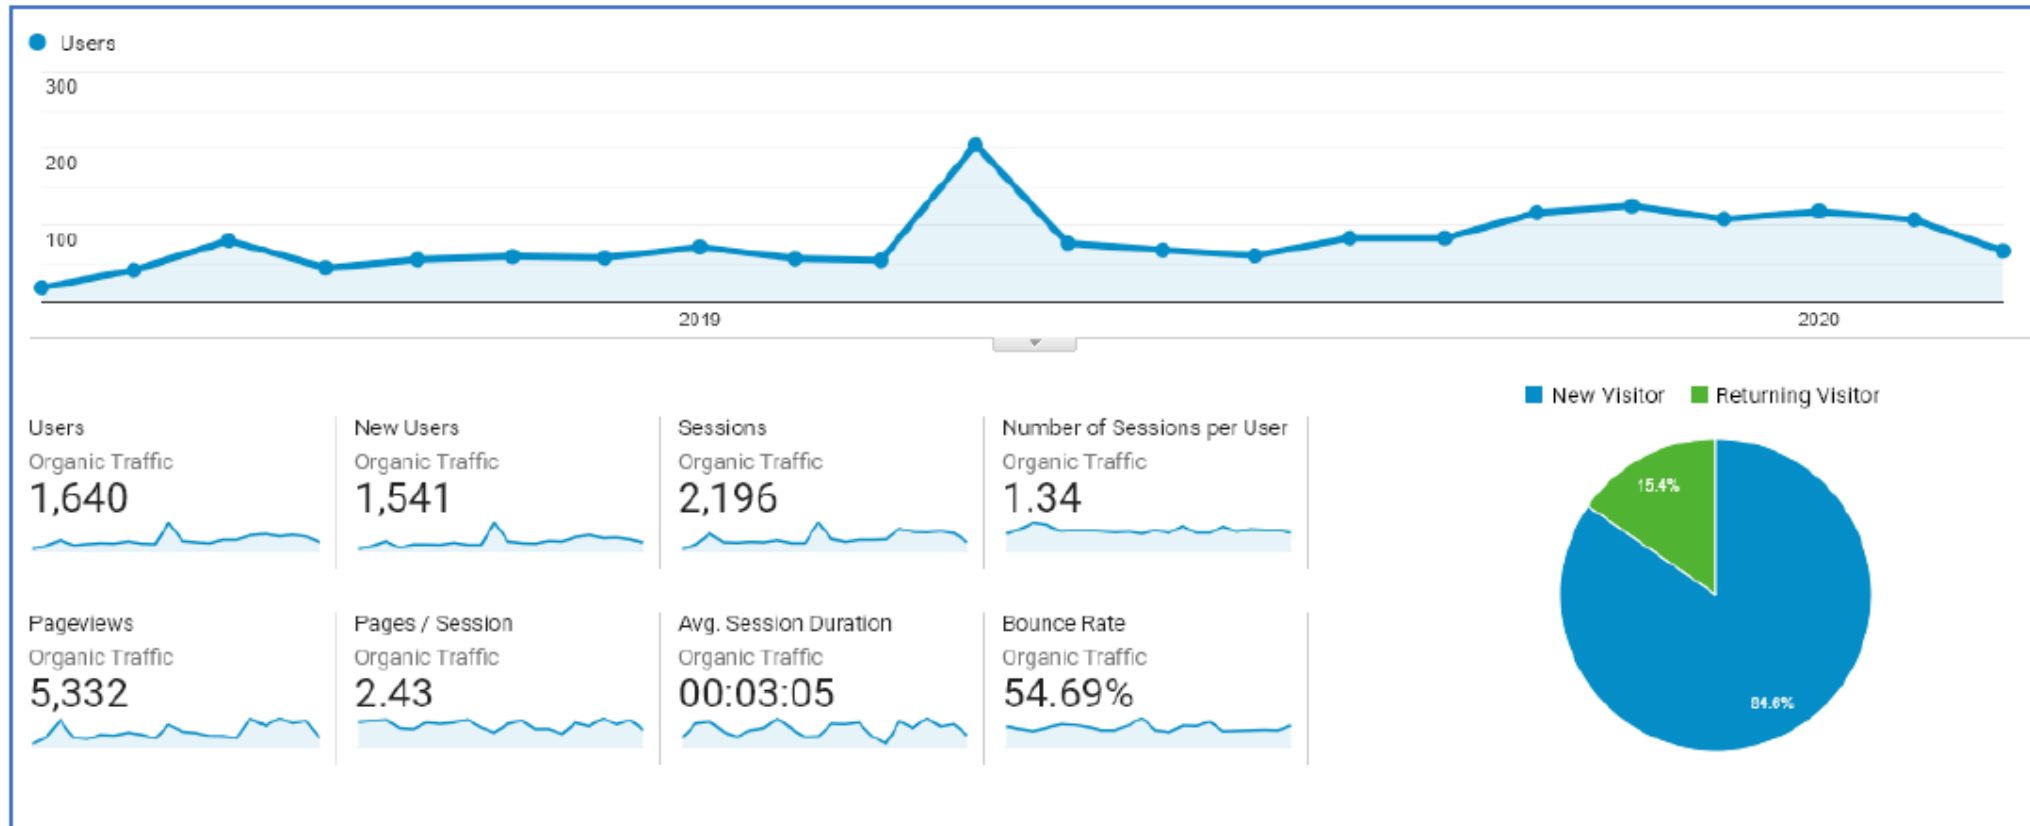 Users
300
200
100
2019
2020
New Visitor
Returning Visitor
Users
Organic Traffic
1,640
New Users
Organic Traffic
1,541
Sessions
Organic Traffic
2,196
Number of Sessions per User
Organic Traffic
1.34
Pageviews
Organic Traffic
5,332
Pages / Session
Organic Traffic
2.43
Avg. Session Duration
Organic Traffic
00:03:05
Bounce Rate
Organic Traffic
54.69%
15.4%
84.6%